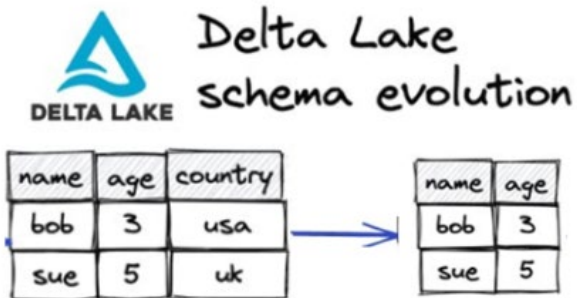 Delta Lake
schema evolution
DELTA LAKE
name age country
bob 3 usa
sue 5 uk
name age
bob 3
sue 5